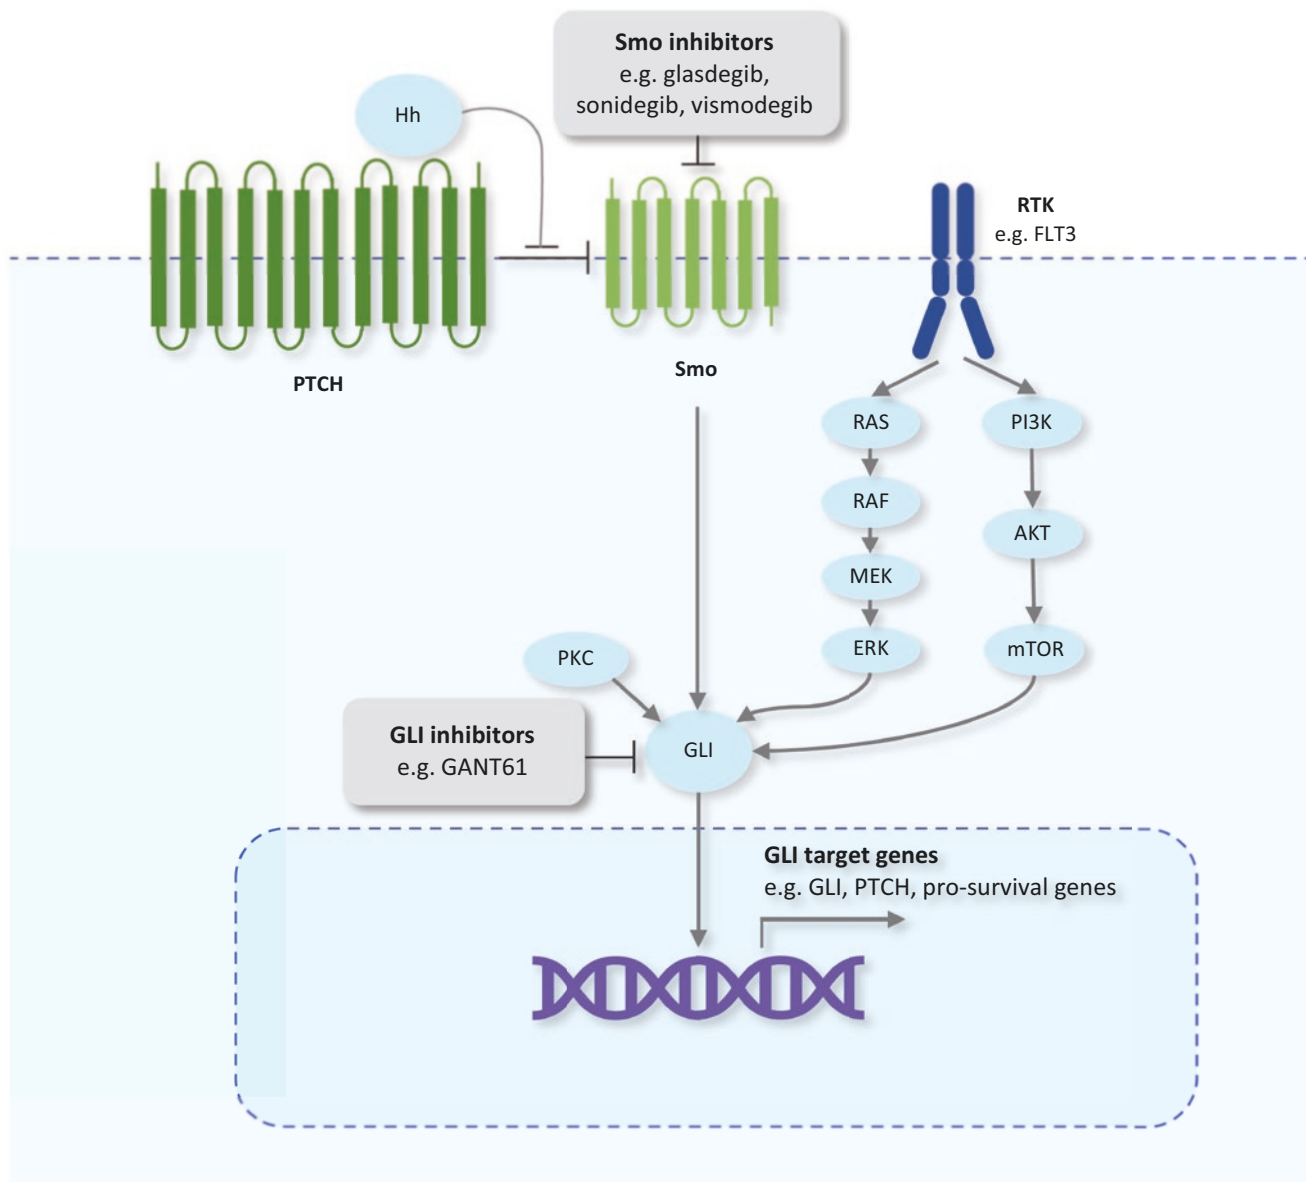 Smo inhibitors
e.g. glasdegib,
sonidegib, vismodegib
Hh
RTK
e.g. FLT3
PTCH
Smo
RAS
PI3K
RAF
AKT
MEK
ERK
mTOR
PKC
GLI inhibitors
e.g. GANT61
GLI
GLI target genes
e.g. GLI, PTCH, pro-survival genes